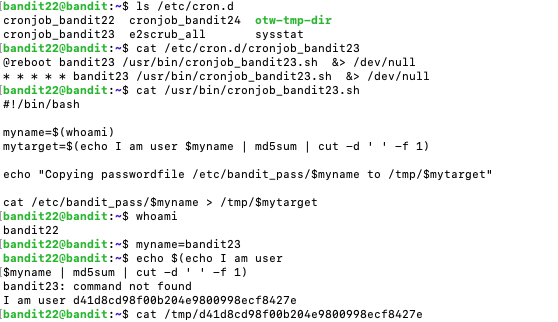 [bandit22@bandit:~$ ls /etc/cron.d
cronjob_bandit22  cronjob_bandit24  otw-tmp-dir
cronjob_bandit23  e2scrub_all       sysstat
[bandit22@bandit:~$ cat /etc/cron.d/cronjob_bandit23
@reboot bandit23 /usr/bin/cronjob_bandit23.sh  &> /dev/null
* * * * * bandit23 /usr/bin/cronjob_bandit23.sh  &> /dev/null
[bandit22@bandit:~$ cat /usr/bin/cronjob_bandit23.sh
#!/bin/bash

myname=$(whoami)
mytarget=$(echo I am user $myname | md5sum | cut -d ' ' -f 1)

echo "Copying passwordfile /etc/bandit_pass/$myname to /tmp/$mytarget"

cat /etc/bandit_pass/$myname > /tmp/$mytarget
[bandit22@bandit:~$ whoami
bandit22
[bandit22@bandit:~$ myname=bandit23
[bandit22@bandit:~$ echo $(echo I am user
[$myname | md5sum | cut -d ' ' -f 1)
bandit23: command not found
I am user d41d8cd98f00b204e9800998ecf8427e
[bandit22@bandit:~$ cat /tmp/d41d8cd98f00b204e9800998ecf8427e